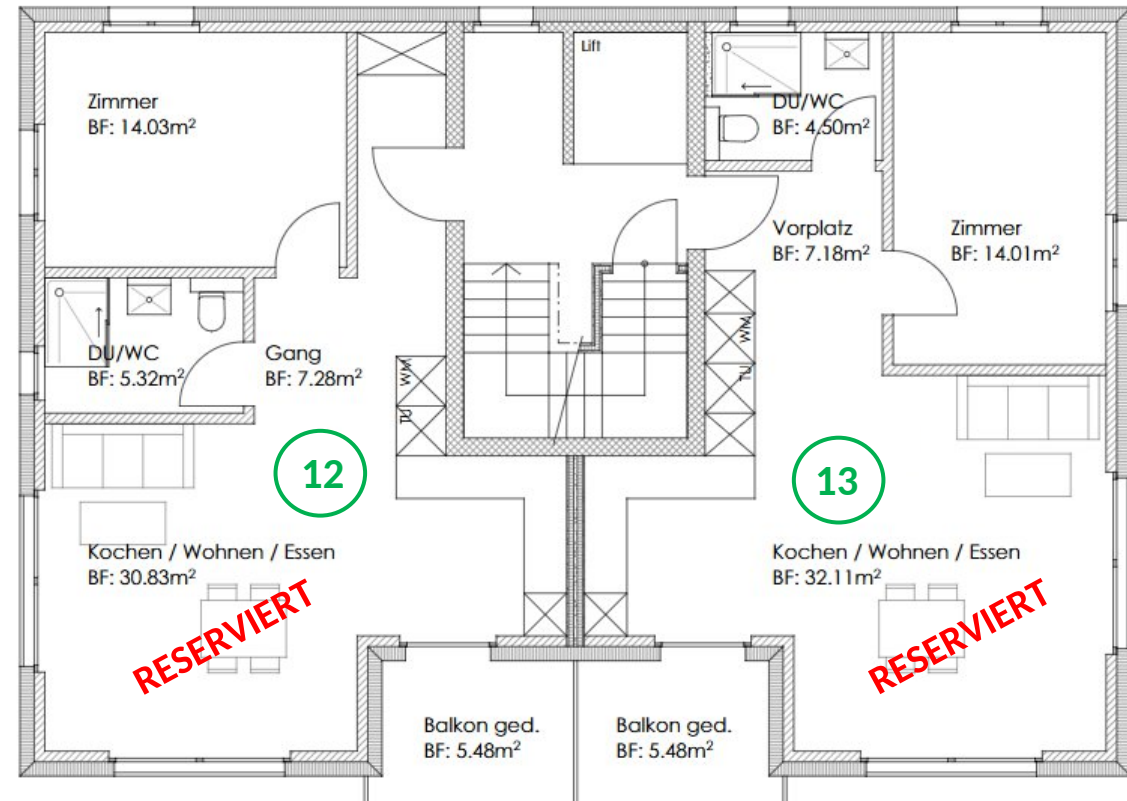 Lift
Zimmer
BF: 14.03m²
DU/WC
BF: 4.50m²
Vorplatz
BF: 7.18m²
Zimmer
BF: 14.01m²
DU/WC
BF: 5.32m²
Gang
BF: 7.28m²
WM
TU
WM
TU
12
13
Kochen / Wohnen / Essen
BF: 30.83m²
Kochen / Wohnen / Essen
BF: 32.11m²
RESERVIERT
RESERVIERT
Balkon ged.
BF: 5.48m²
Balkon ged.
BF: 5.48m²